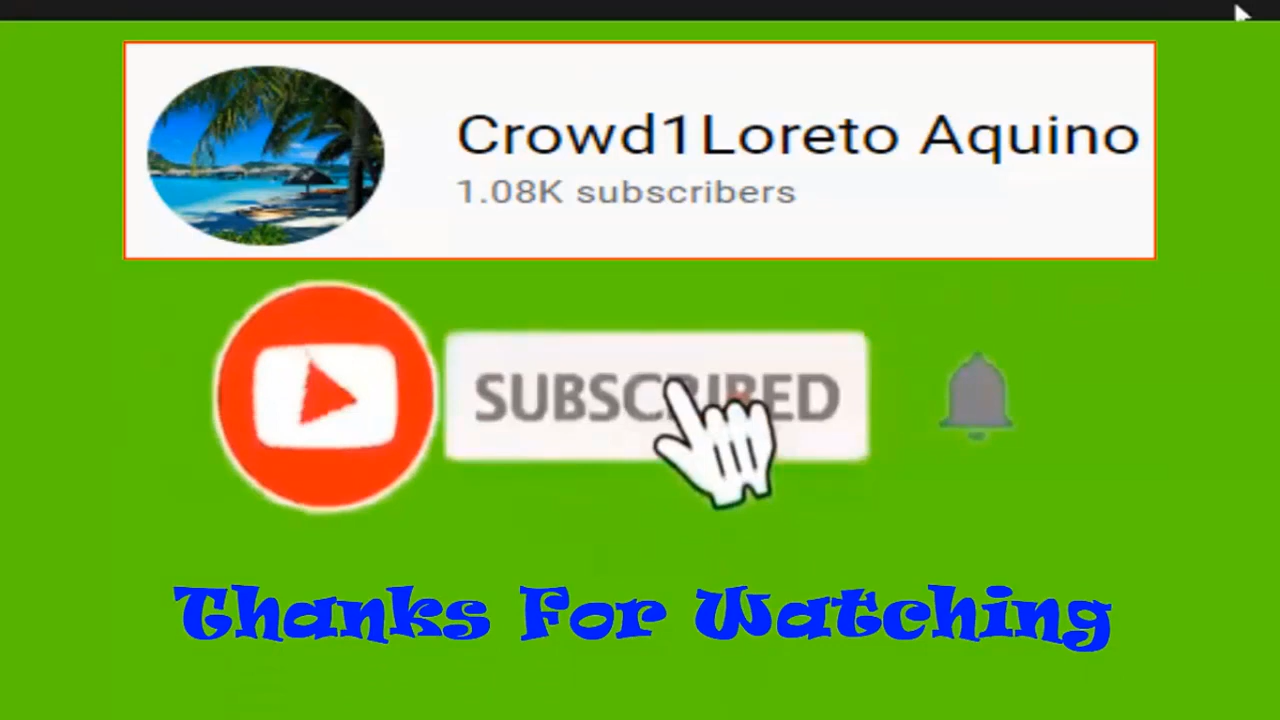 Crowd1Loreto Aquino
1.08K subscribers
SUBSCRIBED
Thanks For Watching